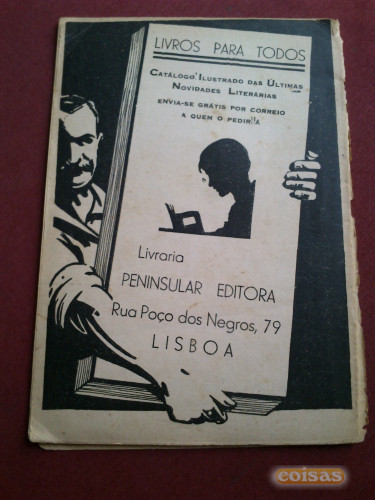 LIVROS PARA TODOS
CATÁLOGO ILUSTRADO DAS ÚLTIMAS
NOVIDADES LITERÁRIAS
ENVIA-SE GRÁTIS POR CORREIO
A QUEM O PEDIR
Livraria
PENINSULAR EDITORA
Rua Poço dos Negros, 79
LISBOA
coisas